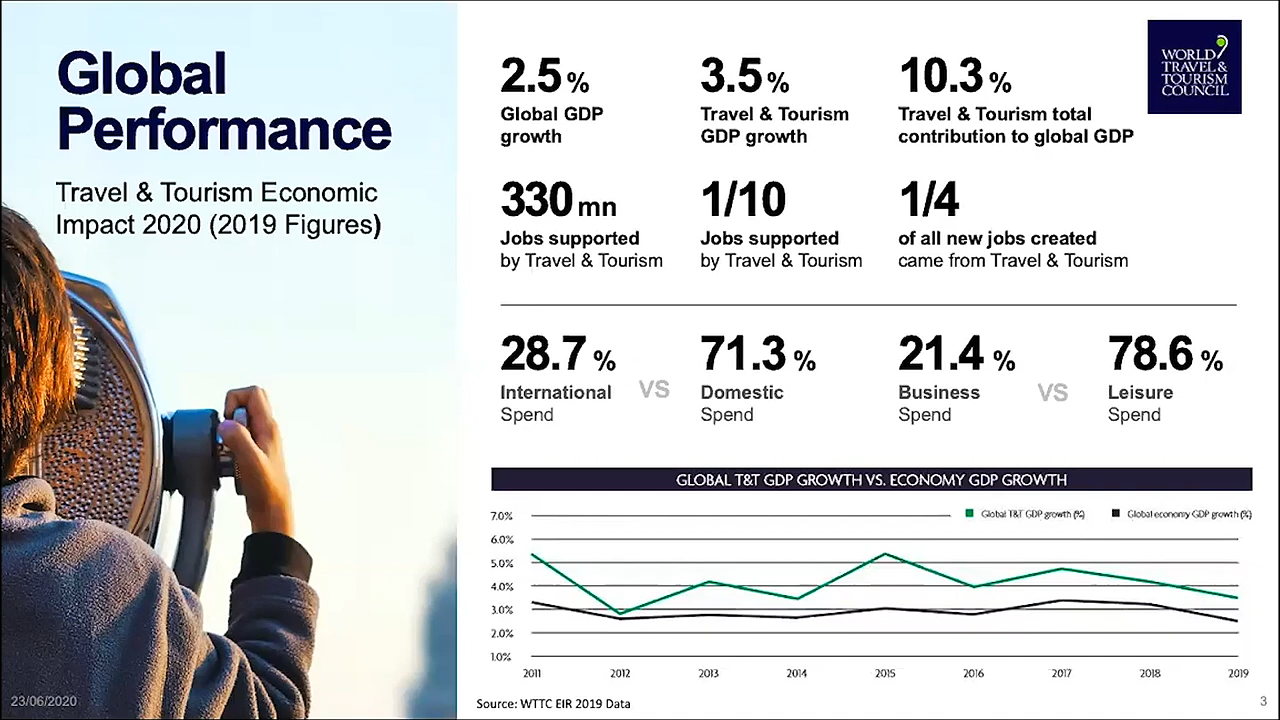 Global
Performance
Travel & Tourism Economic
Impact 2020 (2019 Figures)
WORLD
TRAVEL &
TOURISM
COUNCIL
2.5 %
Global GDP
growth
3.5 %
Travel & Tourism
GDP growth
10.3 %
Travel & Tourism total
contribution to global GDP
330 mn
Jobs supported
by Travel & Tourism
1/10
Jobs supported
by Travel & Tourism
1/4
of all new jobs created
came from Travel & Tourism
28.7 %
International
Spend
VS
71.3 %
Domestic
Spend
21.4 %
Business
Spend
VS
78.6 %
Leisure
Spend
GLOBAL T&T GDP GROWTH VS. ECONOMY GDP GROWTH
Global T&T GDP growth (%) Global economy GDP growth (%)
7.0%
6.0%
5.0%
4.0%
3.0%
2.0%
1.0%
2011 2012 2013 2014 2015 2016 2017 2018 2019
23/06/2020
Source: WTTC EIR 2019 Data
3